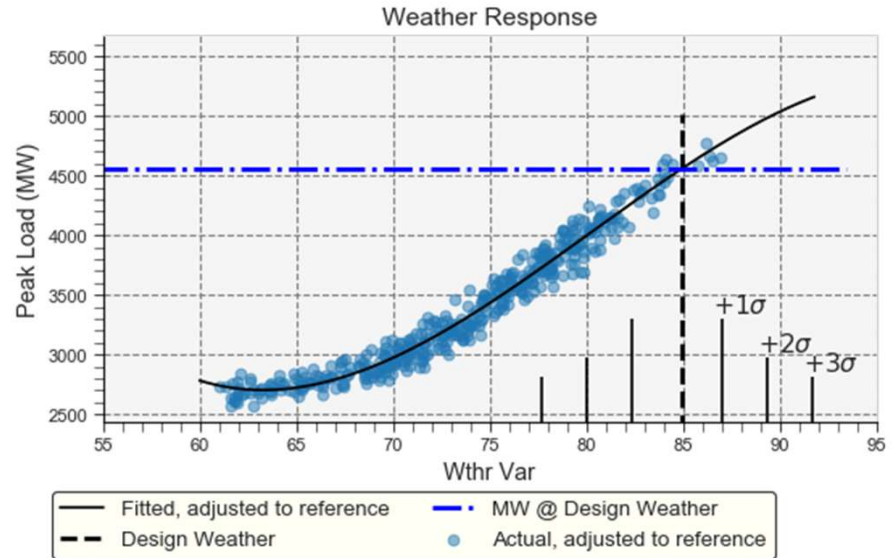 Weather Response
5500
5000
4500
4000
3500
3000
2500
Peak Load (MW)
+1σ
+2σ
+3σ
55 60 65 70 75 80 85 90 95
Wthr Var
Fitted, adjusted to reference
MW @ Design Weather
Design Weather
Actual, adjusted to reference